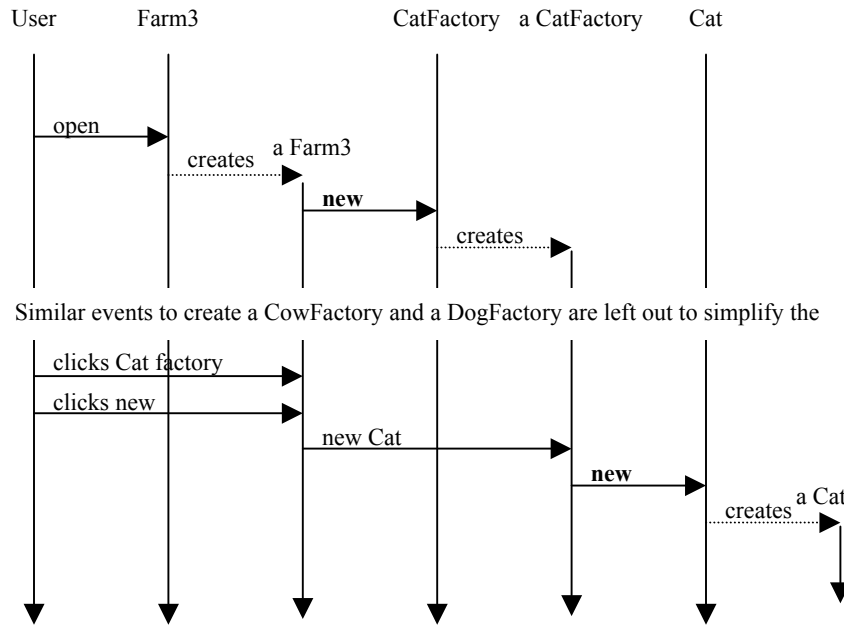 User Farm3 CatFactory a CatFactory Cat
open
a Farm3
creates
new
creates
Similar events to create a CowFactory and a DogFactory are left out to simplify the
clicks Cat factory
clicks new
new Cat
new
a Cat
creates